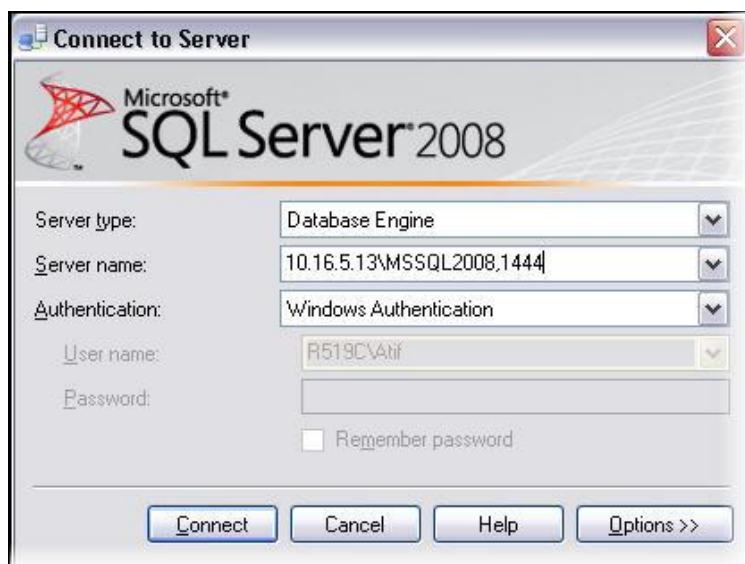 Connect to Server
Microsoft®
SQL Server® 2008
Server type:
Database Engine
Server name:
10.16.5.13\MSSQL2008,1444
Authentication:
Windows Authentication
User name:
R519C\Atif
Password:
Remember password
Connect
Cancel
Help
Options >>